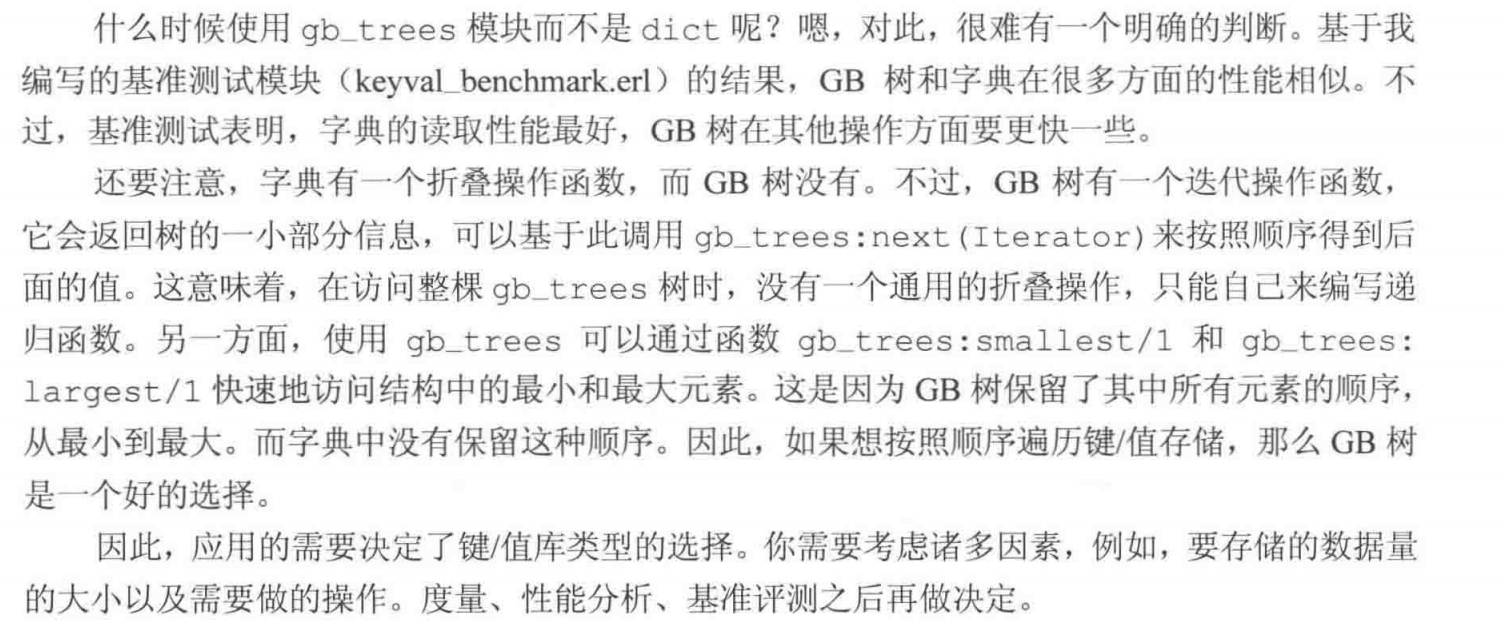 什么时候使用 gb_trees 模块而不是 dict 呢？嗯，对此，很难有一个明确的判断。基于我
编写的基准测试模块（keyval_benchmark.erl）的结果，GB 树和字典在很多方面的性能相似。不
过，基准测试表明，字典的读取性能最好，GB 树在其他操作方面要更快一些。
还要注意，字典有一个折叠操作函数，而 GB 树没有。不过，GB 树有一个迭代操作函数，
它会返回树的一小部分信息，可以基于此调用 gb_trees:next(Iterator)来按照顺序得到后
面的值。这意味着，在访问整棵 gb_trees 树时，没有一个通用的折叠操作，只能自己来编写递
归函数。另一方面，使用 gb_trees 可以通过函数 gb_trees:smallest/1 和 gb_trees:
largest/1 快速地访问结构中的最小和最大元素。这是因为 GB 树保留了其中所有元素的顺序，
从最小到最大。而字典中没有保留这种顺序。因此，如果想按照顺序遍历键/值存储，那么 GB 树
是一个好的选择。
因此，应用的需要决定了键/值库类型的选择。你需要考虑诸多因素，例如，要存储的数据量
的大小以及需要做的操作。度量、性能分析、基准评测之后再做决定。